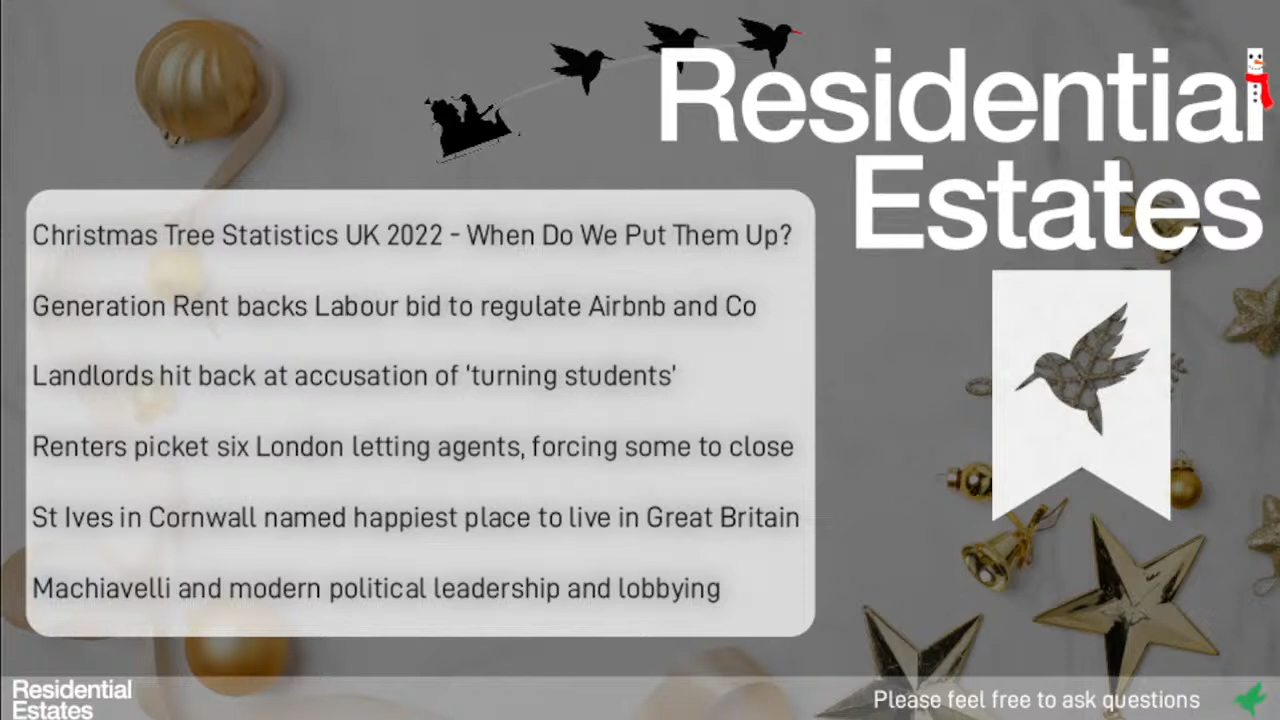 Residential
Estates
Christmas Tree Statistics UK 2022 - When Do We Put Them Up?
Generation Rent backs Labour bid to regulate Airbnb and Co
Landlords hit back at accusation of ‘turning students’
Renters picket six London letting agents, forcing some to close
St Ives in Cornwall named happiest place to live in Great Britain
Machiavelli and modern political leadership and lobbying
Residential
Estates
Please feel free to ask questions